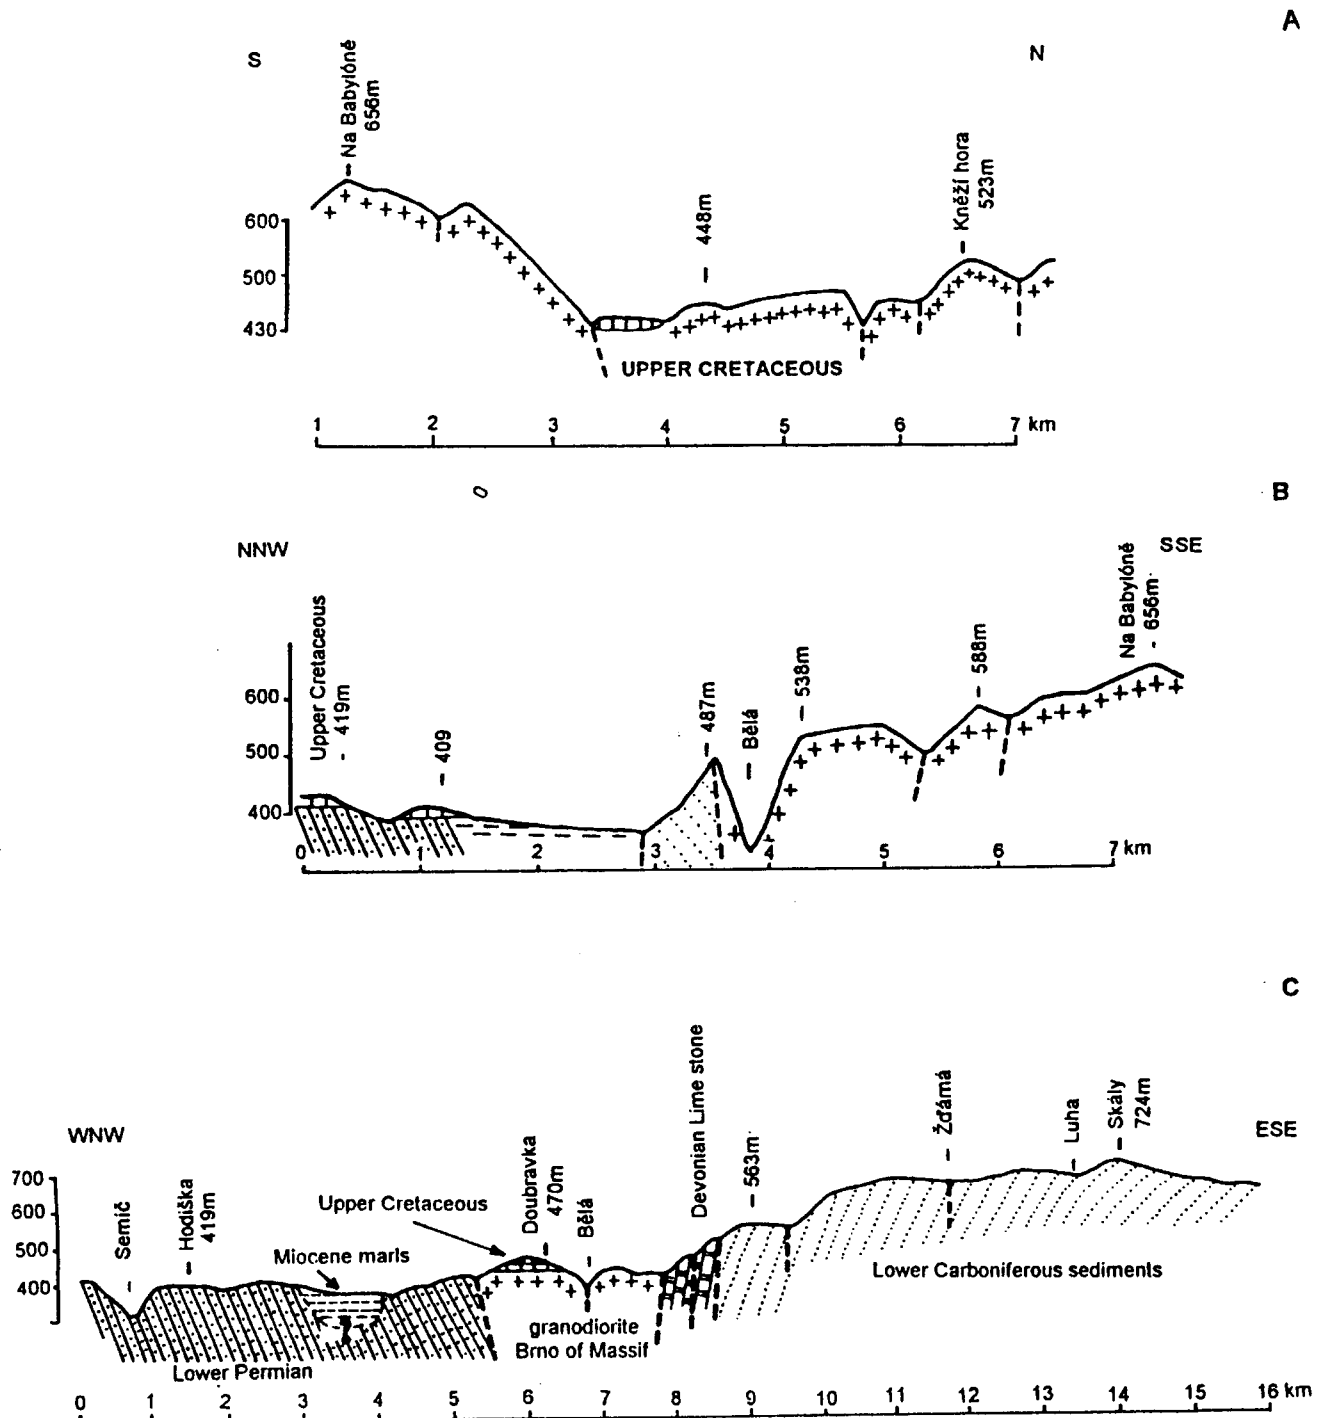 A
S
N
Na Babylóně
656m
448m
Kněží hora
523m
600
500
430
UPPER CRETACEOUS
1 2 3 4 5 6 7 km
B
NNW
SSE
Upper Cretaceous
419m
409
487m
Bělá
538m
588m
Na Babylóně
656m
600
500
400
0 1 2 3 4 5 6 7 km
C
WNW
ESE
Semíč
Hodiška
419m
Upper Cretaceous
Miocene marls
Doubravka
470m
Bělá
Devonian Lime stone
563m
Žďárná
Luha
Skály
724m
700
600
500
400
Lower Carboniferous sediments
granodiorite
Brno of Massif
Lower Permian
0 1 2 3 4 5 6 7 8 9 10 11 12 13 14 15 16 km